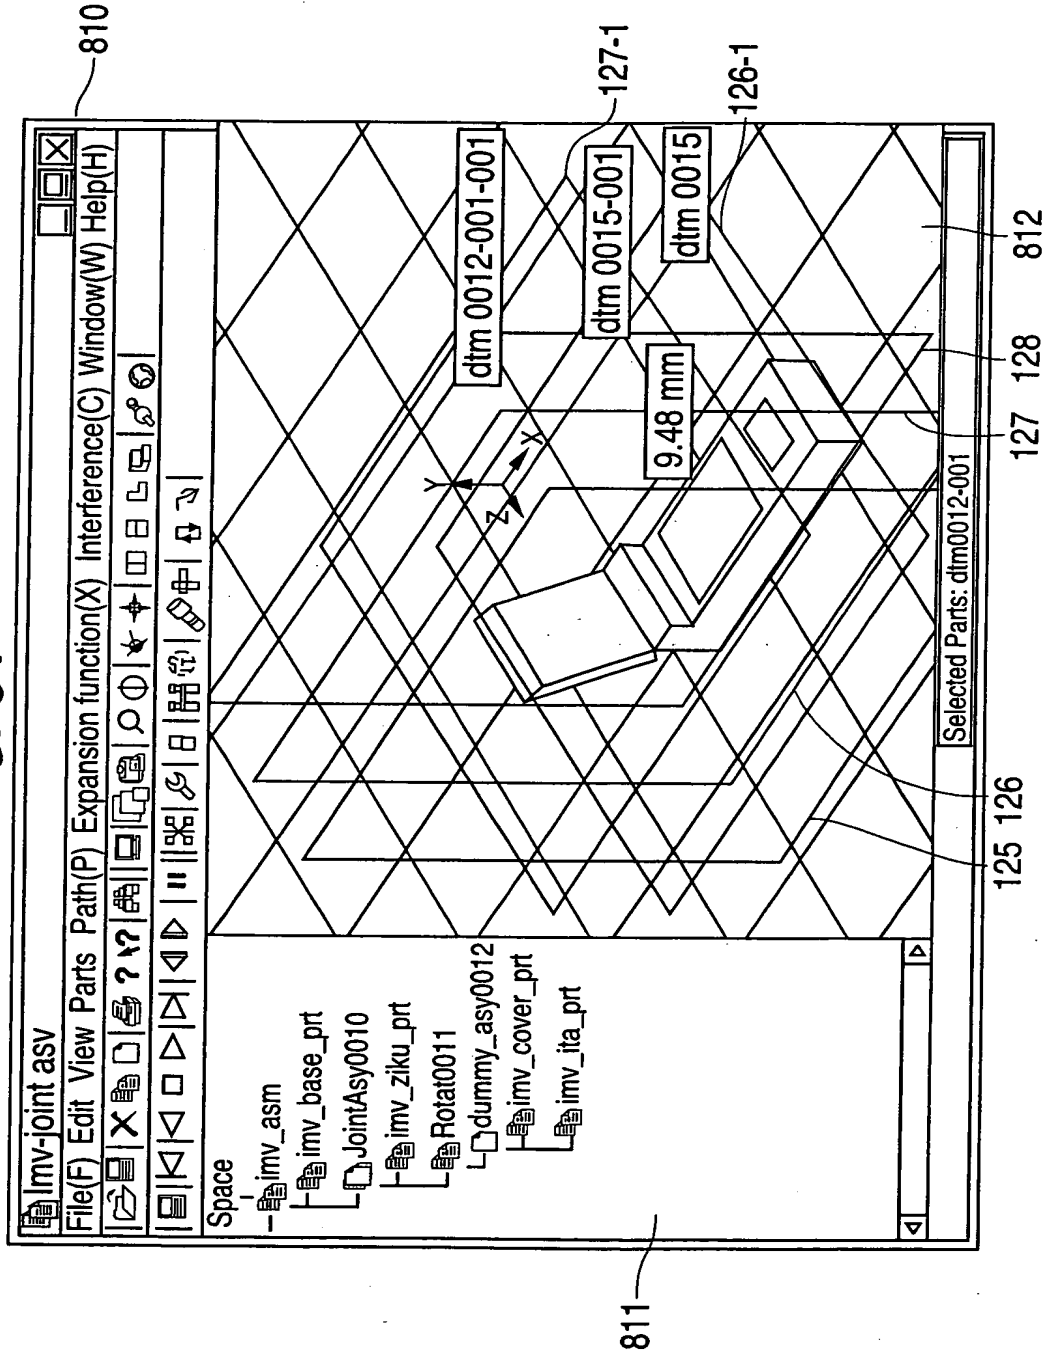 810
Imv-joint asv
File(F) Edit View Parts Path(P) Expansion function(X) Interference(C) Window(W) Help(H)
Space
imv_asm
imv_base_prt
JointAsy0010
imv_ziku_prt
Rotat0011
dummy_asy0012
imv_cover_prt
imv_ita_prt
dtm 0012-001-001
127-1
dtm 0015-001
dtm 0015
126-1
Y
X
Z
9.48 mm
Selected Parts: dtm0012-001
811
125
126
127
128
812